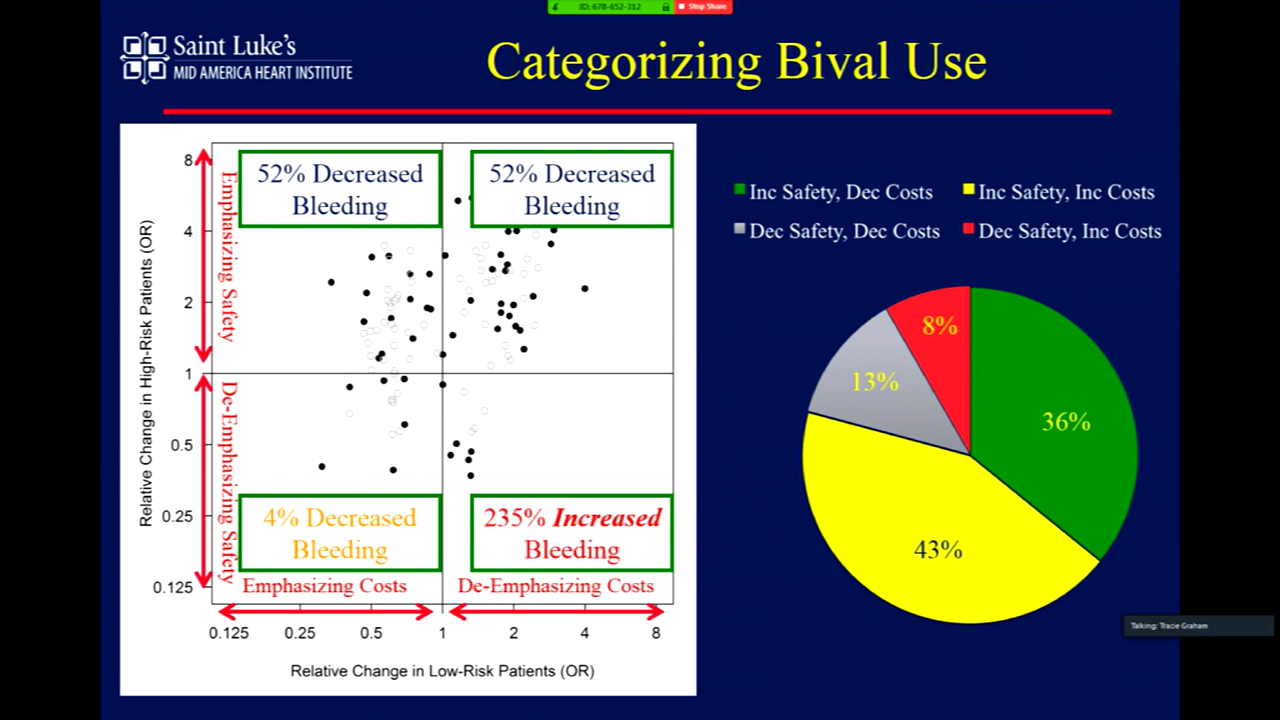 ID: 678-652-312
Stop Share
Saint Luke's
MID AMERICA HEART INSTITUTE
Categorizing Bival Use
52% Decreased
Bleeding
52% Decreased
Bleeding
4% Decreased
Bleeding
235% Increased
Bleeding
Emphasizing Safety
De-Emphasizing Safety
Emphasizing Costs
De-Emphasizing Costs
Relative Change in High-Risk Patients (OR)
8
4
2
1
0.5
0.25
0.125
0.125 0.25 0.5 1 2 4 8
Relative Change in Low-Risk Patients (OR)
Inc Safety, Dec Costs
Inc Safety, Inc Costs
Dec Safety, Dec Costs
Dec Safety, Inc Costs
8%
13%
36%
43%
Talking: Tracie Graham